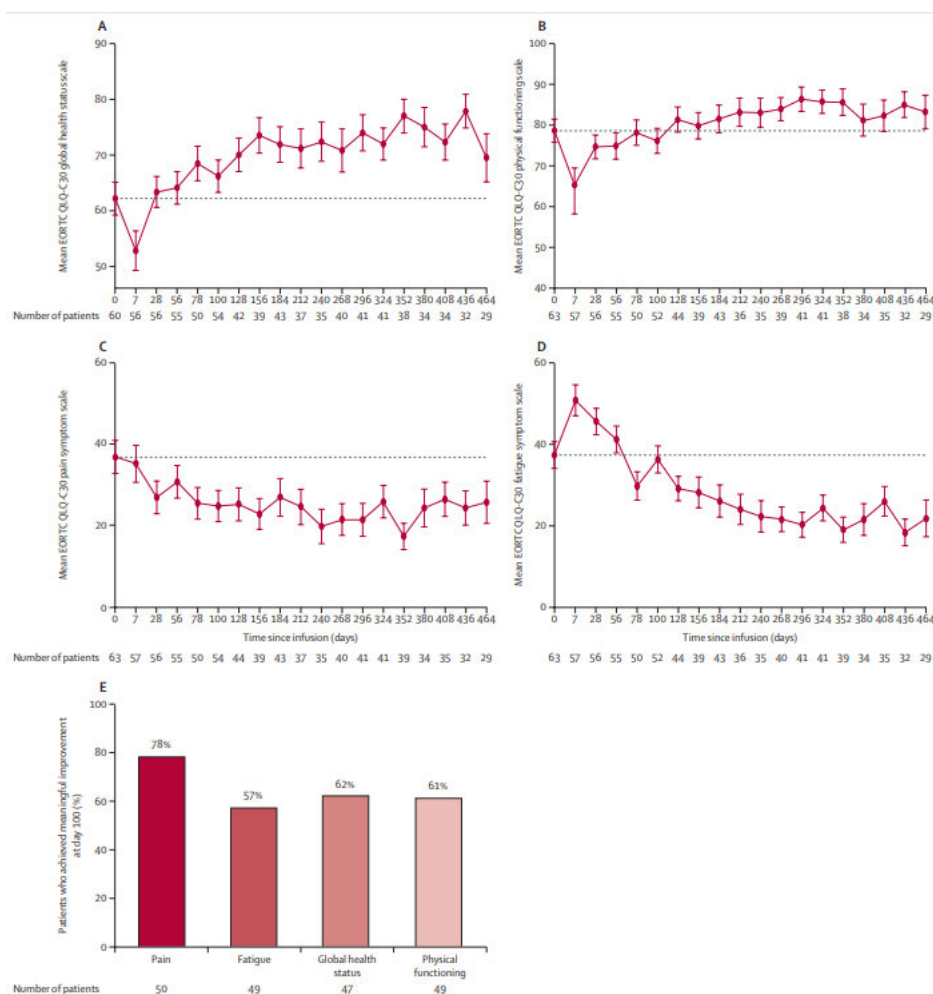 A
Mean EORTC QLQ-C30 global health status scale
90
80
70
60
50
0 7 28 56 78 100 128 156 184 212 240 268 296 324 352 380 408 436 464
Number of patients 60 56 56 55 50 54 42 39 43 37 35 40 41 41 38 34 34 32 29
B
Mean EORTC QLQ-C30 physical functioning scale
100
90
80
70
60
50
40
0 7 28 56 78 100 128 156 184 212 240 268 296 324 352 380 408 436 464
63 57 56 55 50 52 44 39 43 36 35 39 41 41 38 34 35 32 29
C
Mean EORTC QLQ-C30 pain symptom scale
60
40
20
0
0 7 28 56 78 100 128 156 184 212 240 268 296 324 352 380 408 436 464
Time since infusion (days)
Number of patients 63 57 56 55 50 54 44 39 43 37 35 40 41 41 39 34 35 32 29
D
Mean EORTC QLQ-C30 fatigue symptom scale
60
40
20
0
0 7 28 56 78 100 128 156 184 212 240 268 296 324 352 380 408 436 464
Time since infusion (days)
63 57 56 55 50 52 44 39 43 36 35 40 41 41 39 34 35 32 29
E
Patients who achieved meaningful improvement
at day 100 (%)
100
80
60
40
20
0
78%
57%
62%
61%
Pain
Fatigue
Global health
status
Physical
functioning
Number of patients 50 49 47 49